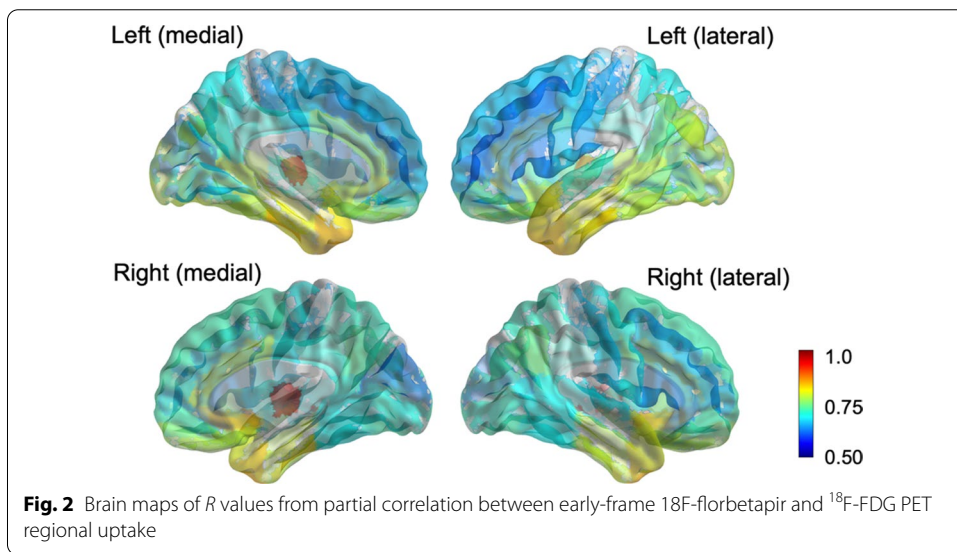 Left (medial)
Left (lateral)
Right (medial)
Right (lateral)
1.0
0.75
0.50
Fig. 2 Brain maps of R values from partial correlation between early-frame 18F-florbetapir and ¹⁸F-FDG PET
regional uptake